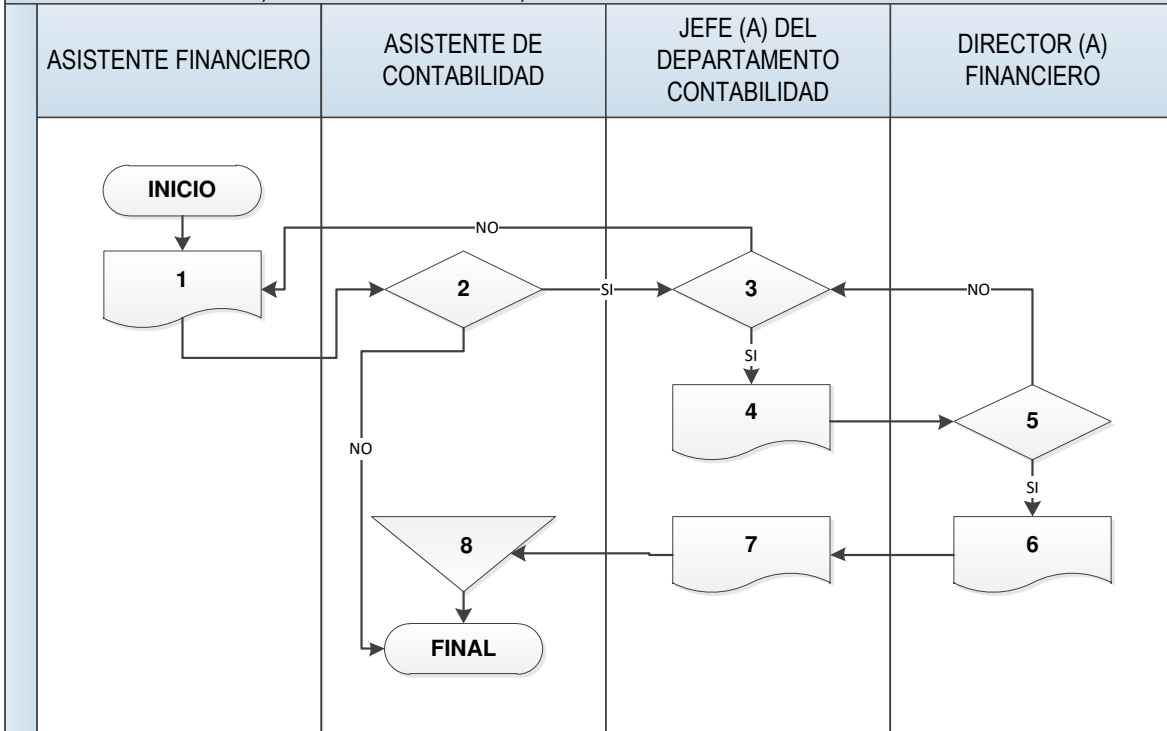 ASISTENTE FINANCIERO
ASISTENTE DE
CONTABILIDAD
JEFE (A) DEL
DEPARTAMENTO
CONTABILIDAD
DIRECTOR (A)
FINANCIERO
INICIO
NO
1
2
SI
3
NO
SI
4
5
NO
SI
8
7
6
FINAL